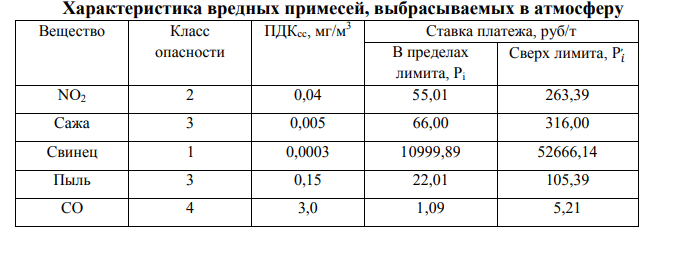 Характеристика вредных примесей, выбрасываемых в атмосферу
Вещество Класс опасности ПДКсс, мг/м³ Ставка платежа, руб/т
В пределах лимита, Pi Сверх лимита, P′i
NO₂ 2 0,04 55,01 263,39
Сажа 3 0,005 66,00 316,00
Свинец 1 0,0003 10999,89 52666,14
Пыль 3 0,15 22,01 105,39
СО 4 3,0 1,09 5,21